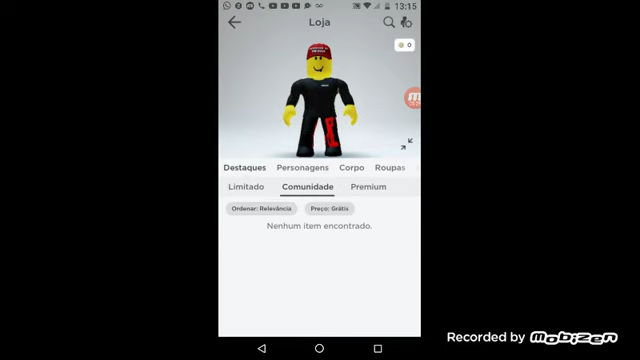 13:15
Loja
0
Destaques Personagens Corpo Roupas
Limitado Comunidade Premium
Ordenar: Relevância Preço: Grátis
Nenhum ítem encontrado.
Recorded by Mobizen